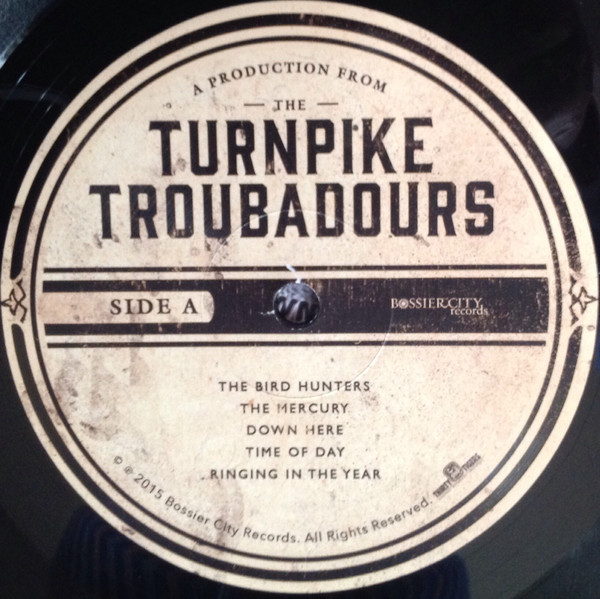 A PRODUCTION FROM
— THE —
TURNPIKE
TROUBADOURS
SIDE A
BOSSIER CITY
records
THE BIRD HUNTERS
THE MERCURY
DOWN HERE
TIME OF DAY
RINGING IN THE YEAR
© ℗ 2015 Bossier City Records. All Rights Reserved.